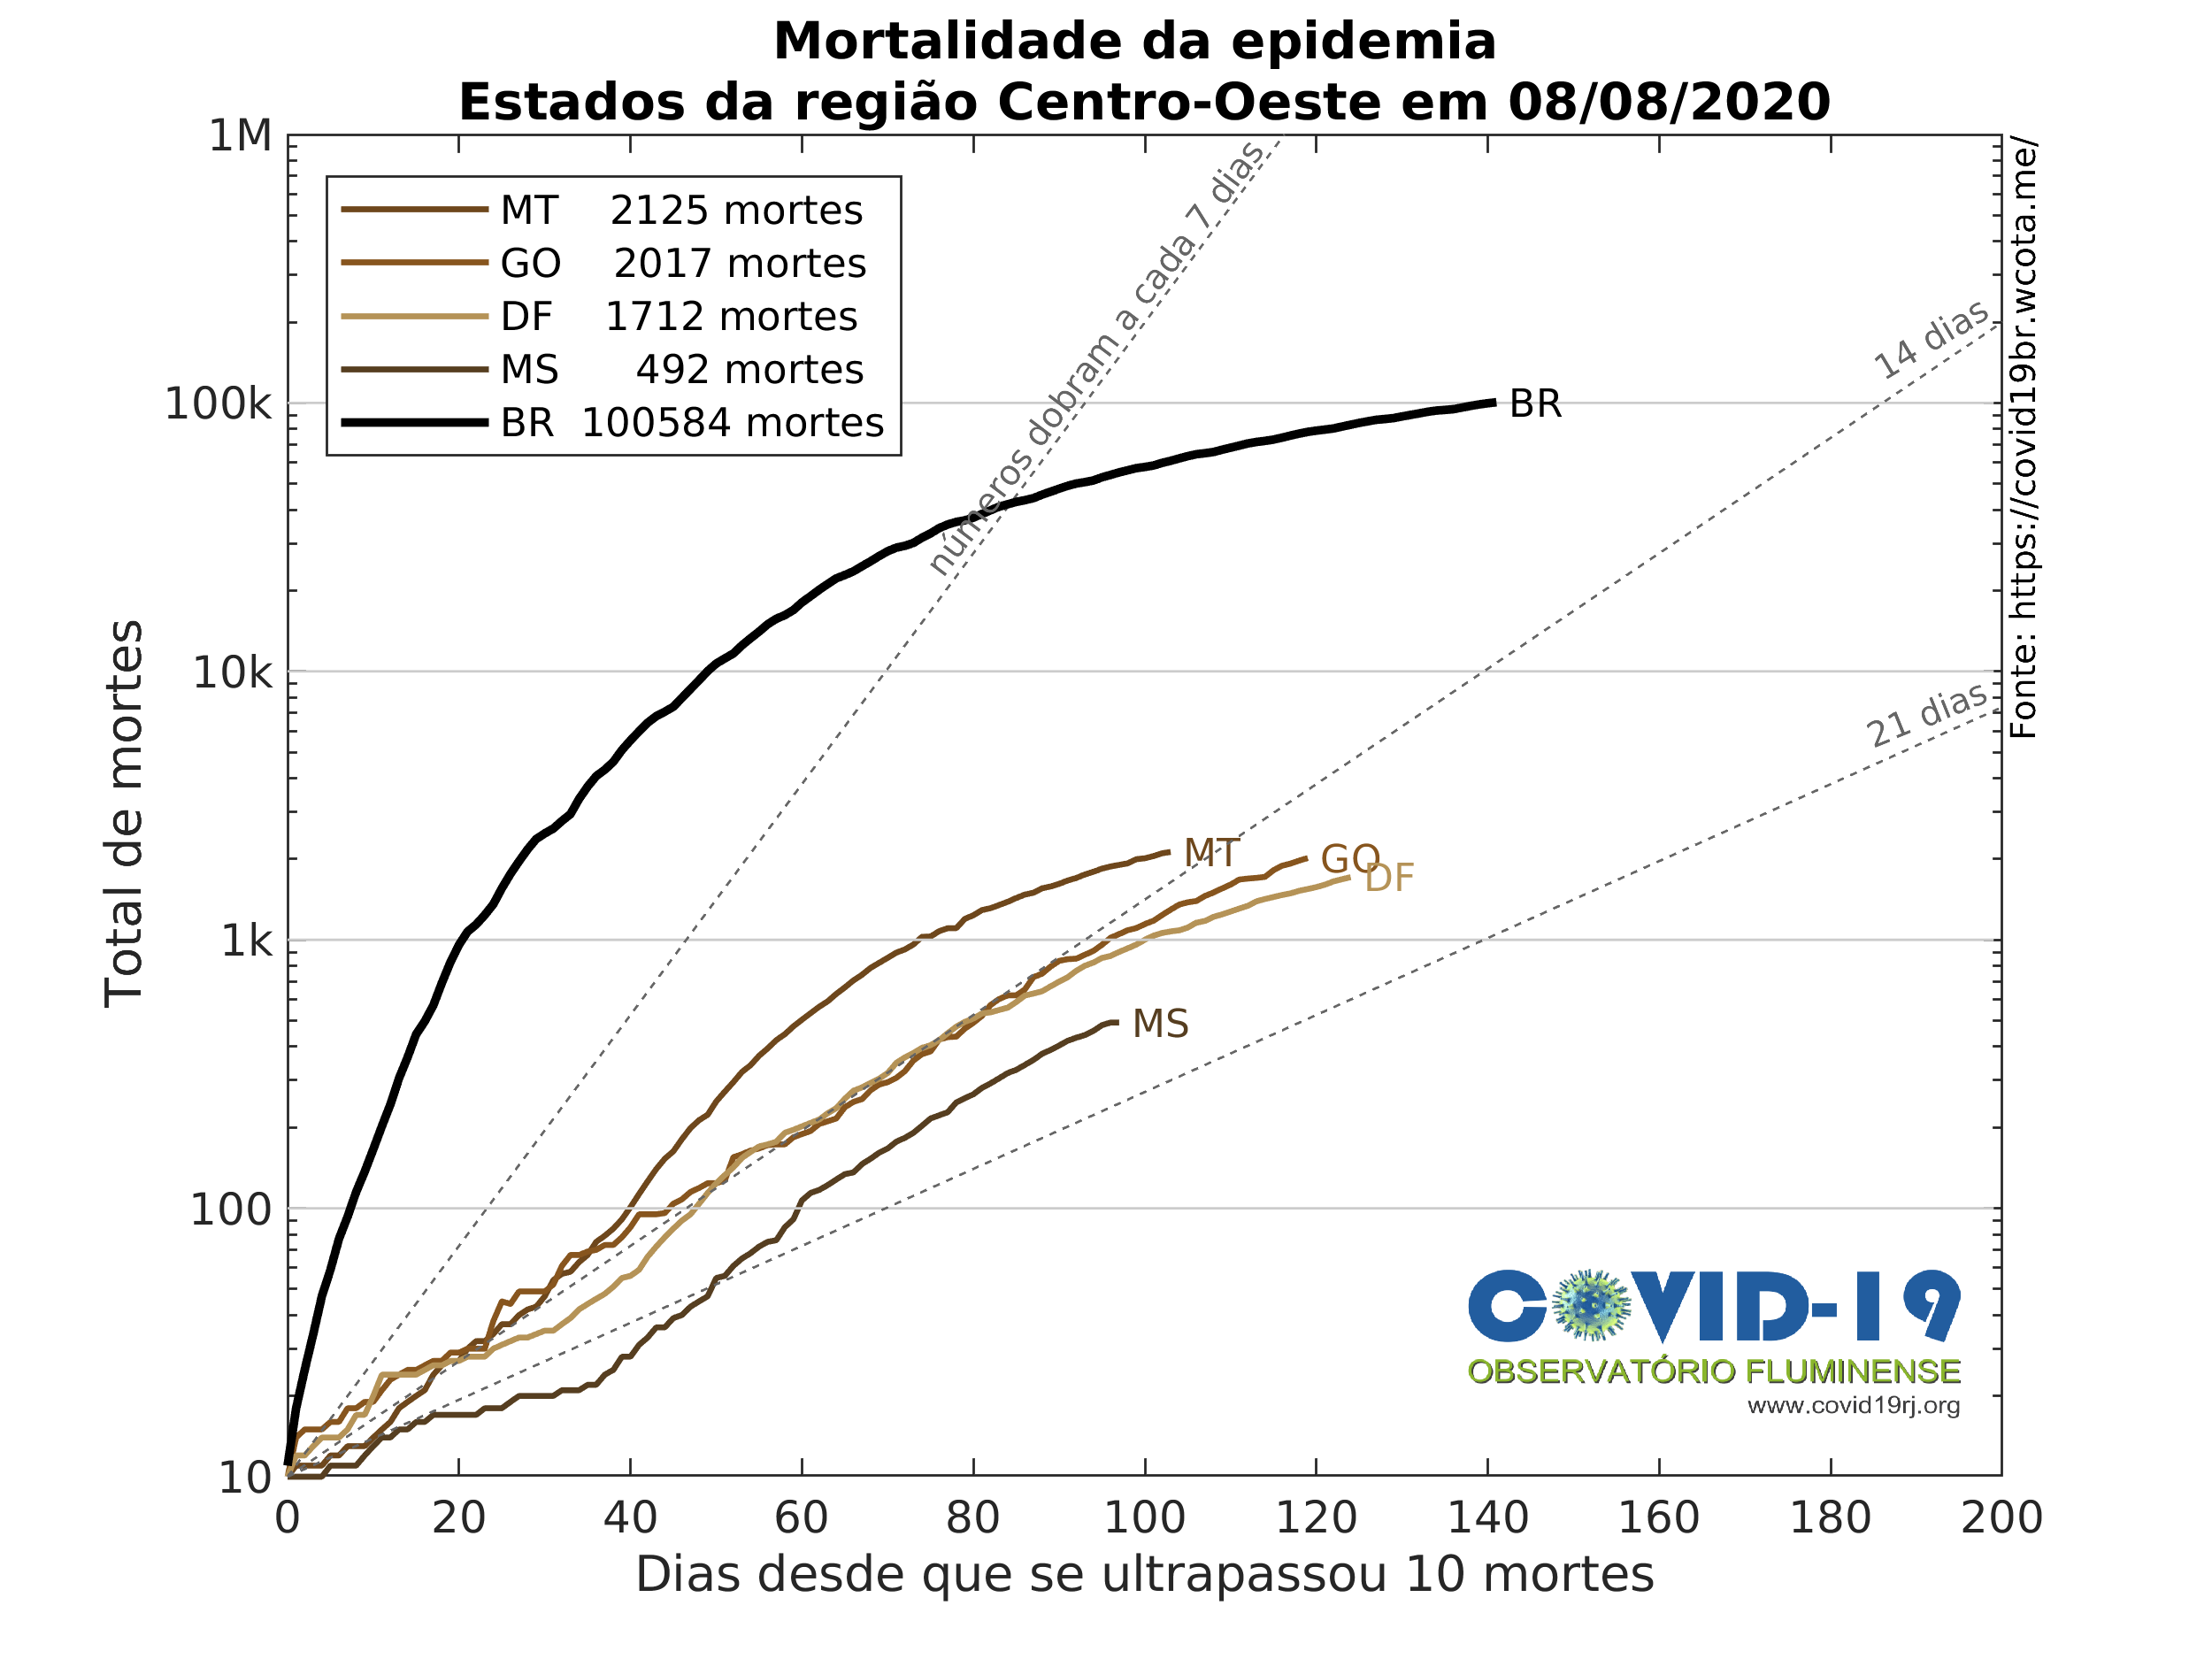 Mortalidade da epidemia
Estados da região Centro-Oeste em 08/08/2020
1M
100k
10k
1k
100
10
Total de mortes
MT 2125 mortes
GO 2017 mortes
DF 1712 mortes
MS 492 mortes
BR 100584 mortes
números dobram a cada 7 dias
14 dias
21 dias
BR
MT
GO
DF
MS
Fonte: https://covid19br.wcota.me/
COVID-19
OBSERVATÓRIO FLUMINENSE
www.covid19rj.org
0 20 40 60 80 100 120 140 160 180 200
Dias desde que se ultrapassou 10 mortes